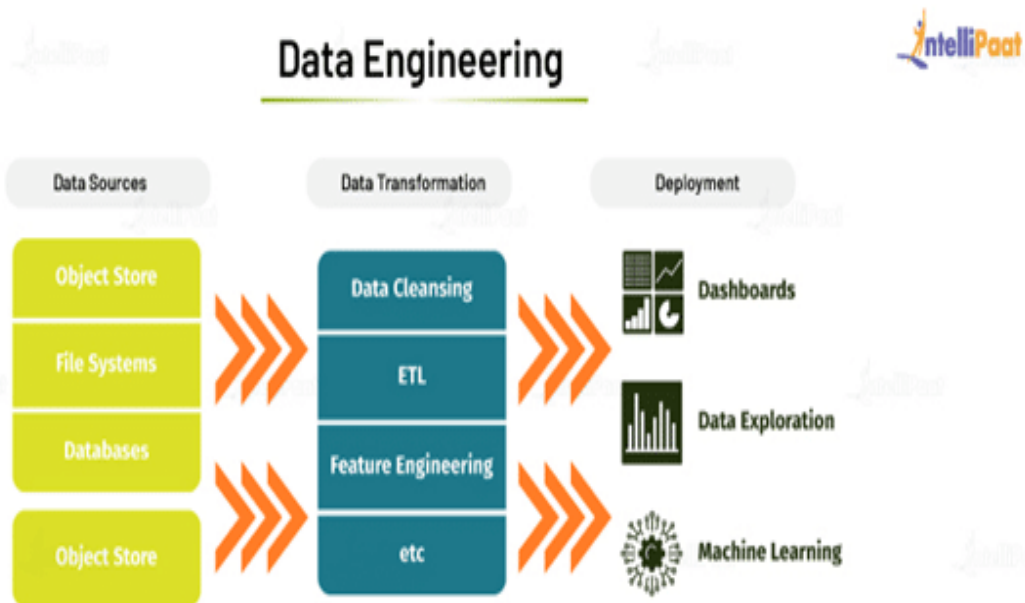 Data Engineering
intelliPaat
Data Sources
Data Transformation
Deployment
Object Store
File Systems
Databases
Object Store
Data Cleansing
ETL
Feature Engineering
etc
Dashboards
Data Exploration
Machine Learning